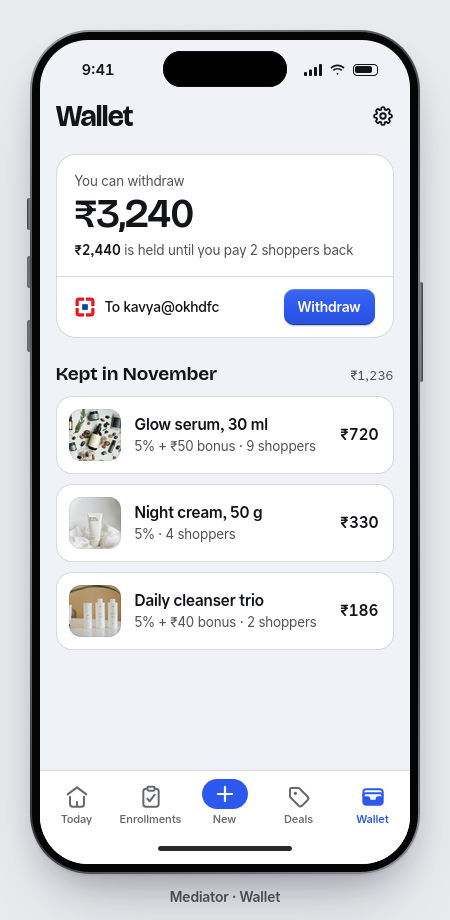 9:41
Wallet
You can withdraw
₹3,240
₹2,440 is held until you pay 2 shoppers back
To kavya@okhdfc
Withdraw
Kept in November
₹1,236
Glow serum, 30 ml
5% + ₹50 bonus · 9 shoppers
₹720
Night cream, 50 g
5% · 4 shoppers
₹330
Daily cleanser trio
5% + ₹40 bonus · 2 shoppers
₹186
Today
Enrollments
New
Deals
Wallet
Mediator · Wallet